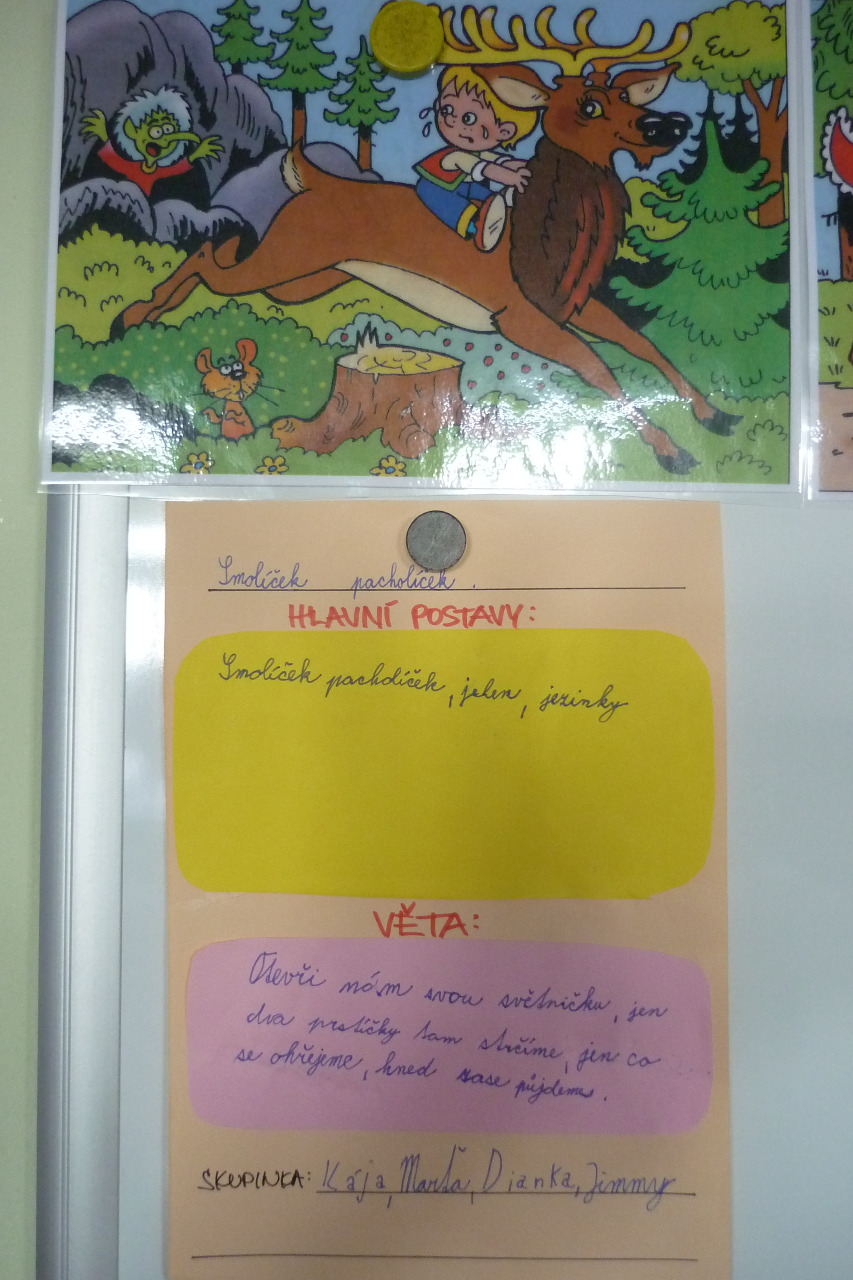 Smolíček pacholíček.
HLAVNÍ POSTAVY:
Smolíček pacholíček, jelen, jezinky
VĚTA:
Otevři nám svou světničku, jen
dva prstíčky tam strčíme, jen co
se ohřejeme, hned zase půjdeme.
SKUPINKA: Kája, Marťa, Dianka, Jimmy